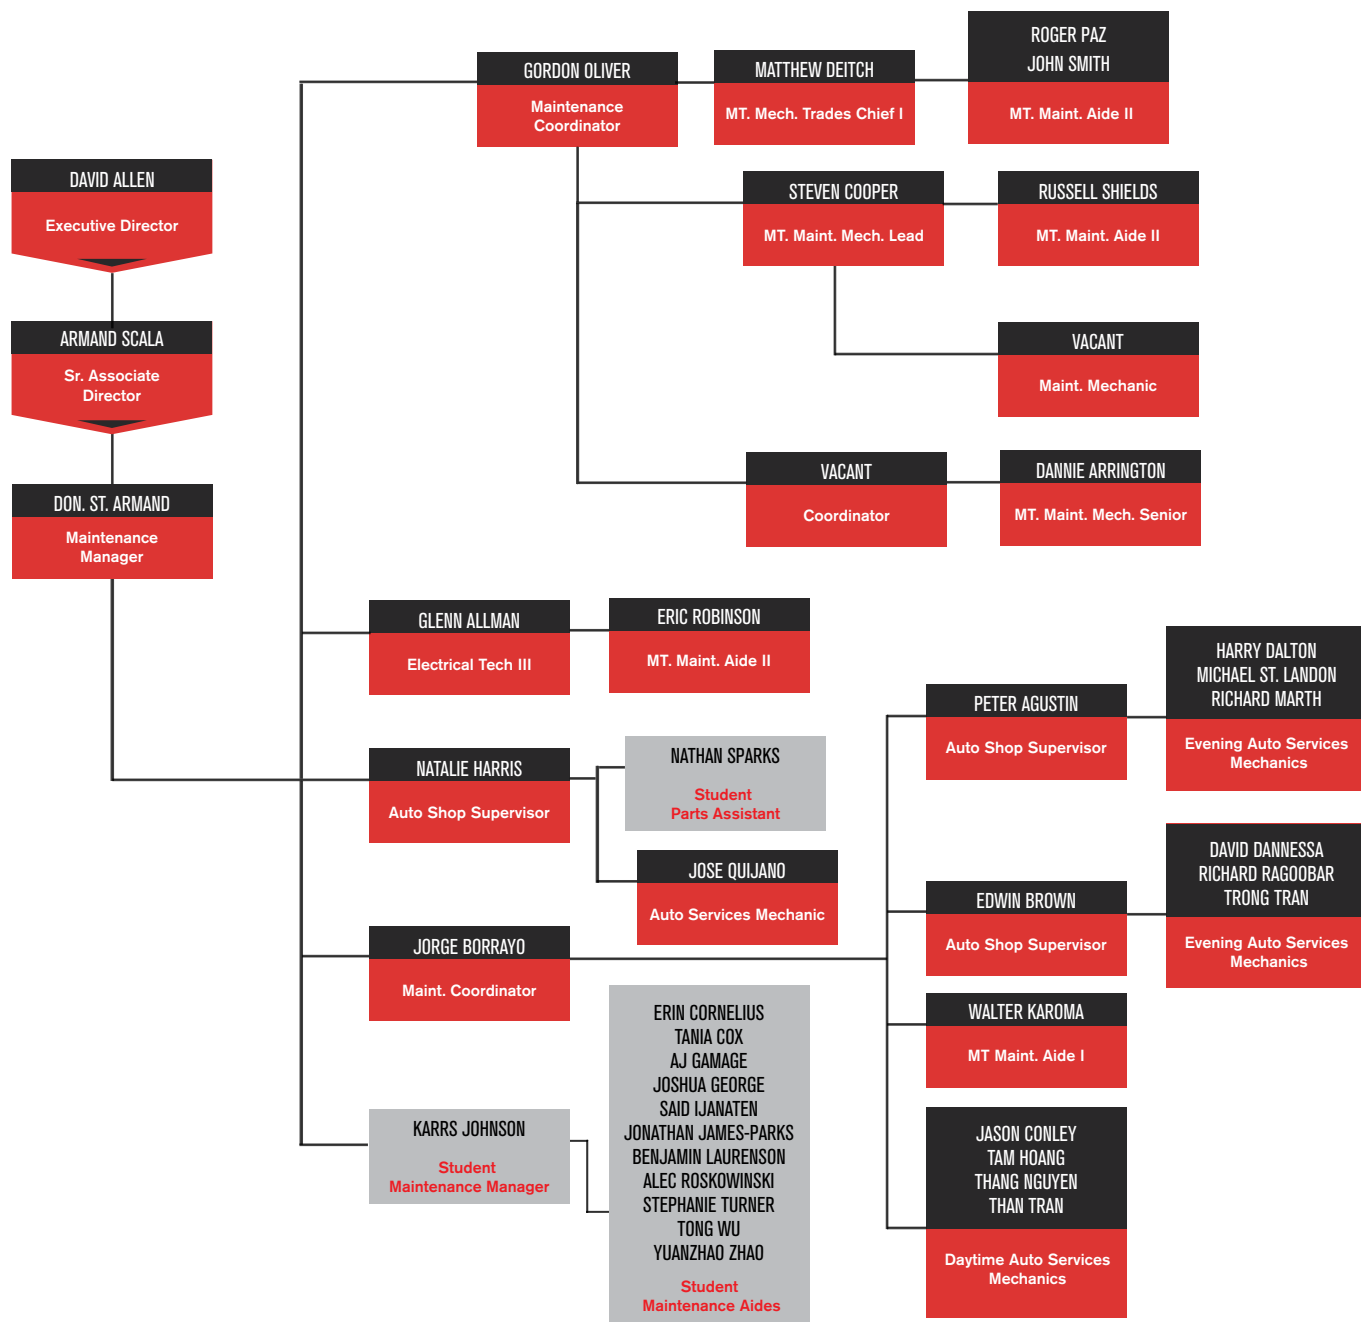 DAVID ALLEN
Executive Director
ARMAND SCALA
Sr. Associate
Director
DON. ST. ARMAND
Maintenance
Manager
GORDON OLIVER
Maintenance
Coordinator
MATTHEW DEITCH
MT. Mech. Trades Chief I
ROGER PAZ
JOHN SMITH
MT. Maint. Aide II
STEVEN COOPER
MT. Maint. Mech. Lead
RUSSELL SHIELDS
MT. Maint. Aide II
VACANT
Maint. Mechanic
VACANT
Coordinator
DANNIE ARRINGTON
MT. Maint. Mech. Senior
GLENN ALLMAN
Electrical Tech III
ERIC ROBINSON
MT. Maint. Aide II
NATALIE HARRIS
Auto Shop Supervisor
NATHAN SPARKS
Student
Parts Assistant
JOSE QUIJANO
Auto Services Mechanic
JORGE BORRAYO
Maint. Coordinator
PETER AGUSTIN
Auto Shop Supervisor
HARRY DALTON
MICHAEL ST. LANDON
RICHARD MARTH
Evening Auto Services
Mechanics
EDWIN BROWN
Auto Shop Supervisor
DAVID DANNESSA
RICHARD RAGOOBAR
TRONG TRAN
Evening Auto Services
Mechanics
WALTER KAROMA
MT Maint. Aide I
JASON CONLEY
TAM HOANG
THANG NGUYEN
THAN TRAN
Daytime Auto Services
Mechanics
KARRS JOHNSON
Student
Maintenance Manager
ERIN CORNELIUS
TANIA COX
AJ GAMAGE
JOSHUA GEORGE
SAID IJANATEN
JONATHAN JAMES-PARKS
BENJAMIN LAURENSON
ALEC ROSKOWINSKI
STEPHANIE TURNER
TONG WU
YUANZHAO ZHAO
Student
Maintenance Aides